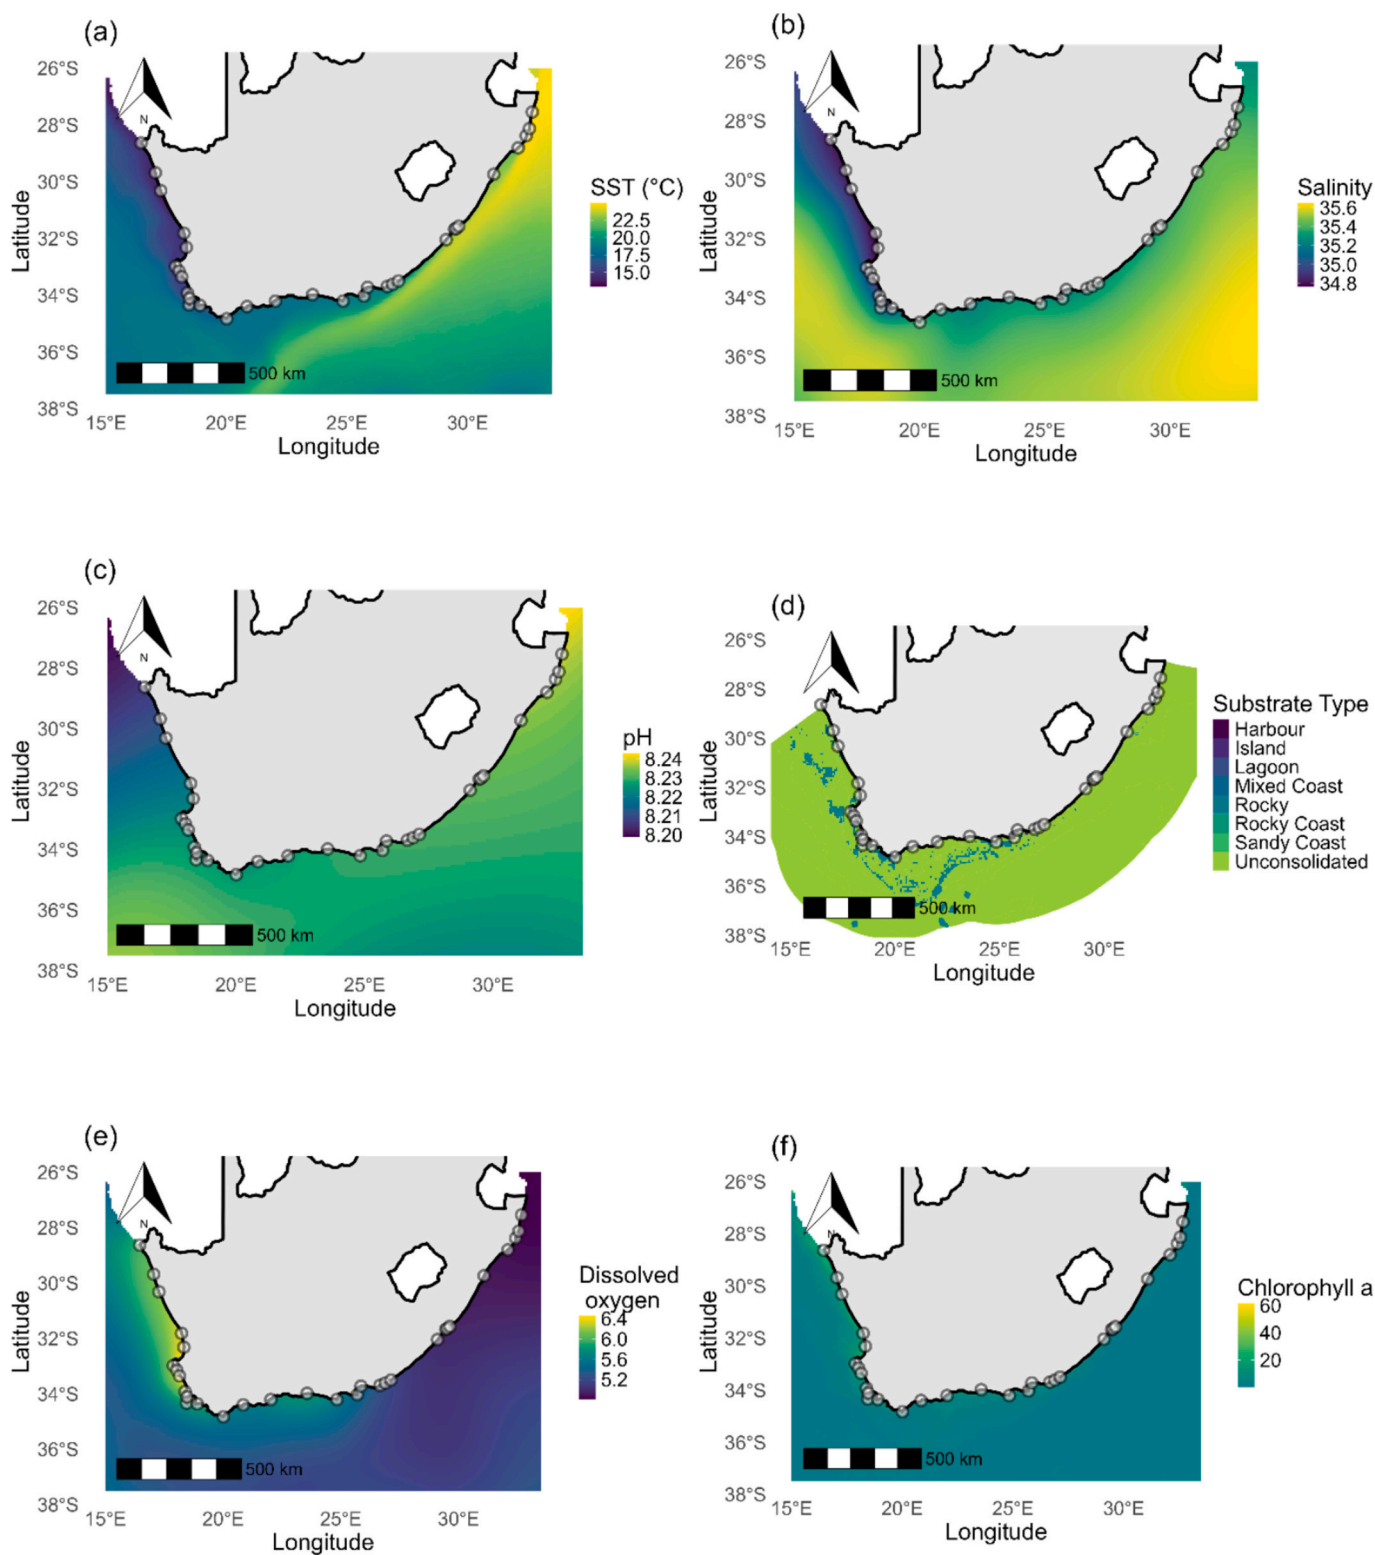 (a)
26°S
28°S
30°S
32°S
34°S
36°S
38°S
Latitude
N
500 km
15°E 20°E 25°E 30°E
Longitude
SST (°C)
22.5
20.0
17.5
15.0
(b)
26°S
28°S
30°S
32°S
34°S
36°S
38°S
Latitude
N
500 km
15°E 20°E 25°E 30°E
Longitude
Salinity
35.6
35.4
35.2
35.0
34.8
(c)
26°S
28°S
30°S
32°S
34°S
36°S
38°S
Latitude
N
500 km
15°E 20°E 25°E 30°E
Longitude
pH
8.24
8.23
8.22
8.21
8.20
(d)
26°S
28°S
30°S
32°S
34°S
36°S
38°S
Latitude
N
500 km
15°E 20°E 25°E 30°E
Longitude
Substrate Type
Harbour
Island
Lagoon
Mixed Coast
Rocky
Rocky Coast
Sandy Coast
Unconsolidated
(e)
26°S
28°S
30°S
32°S
34°S
36°S
38°S
Latitude
N
500 km
15°E 20°E 25°E 30°E
Longitude
Dissolved
oxygen
6.4
6.0
5.6
5.2
(f)
26°S
28°S
30°S
32°S
34°S
36°S
38°S
Latitude
N
500 km
15°E 20°E 25°E 30°E
Longitude
Chlorophyll a
60
40
20